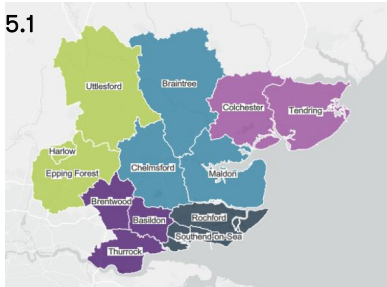 5.1
Uttlesford
Braintree
Colchester
Tendring
Harlow
Epping Forest
Chelmsford
Maldon
Brentwood
Basildon
Rochford
Southend-on-Sea
Thurrock